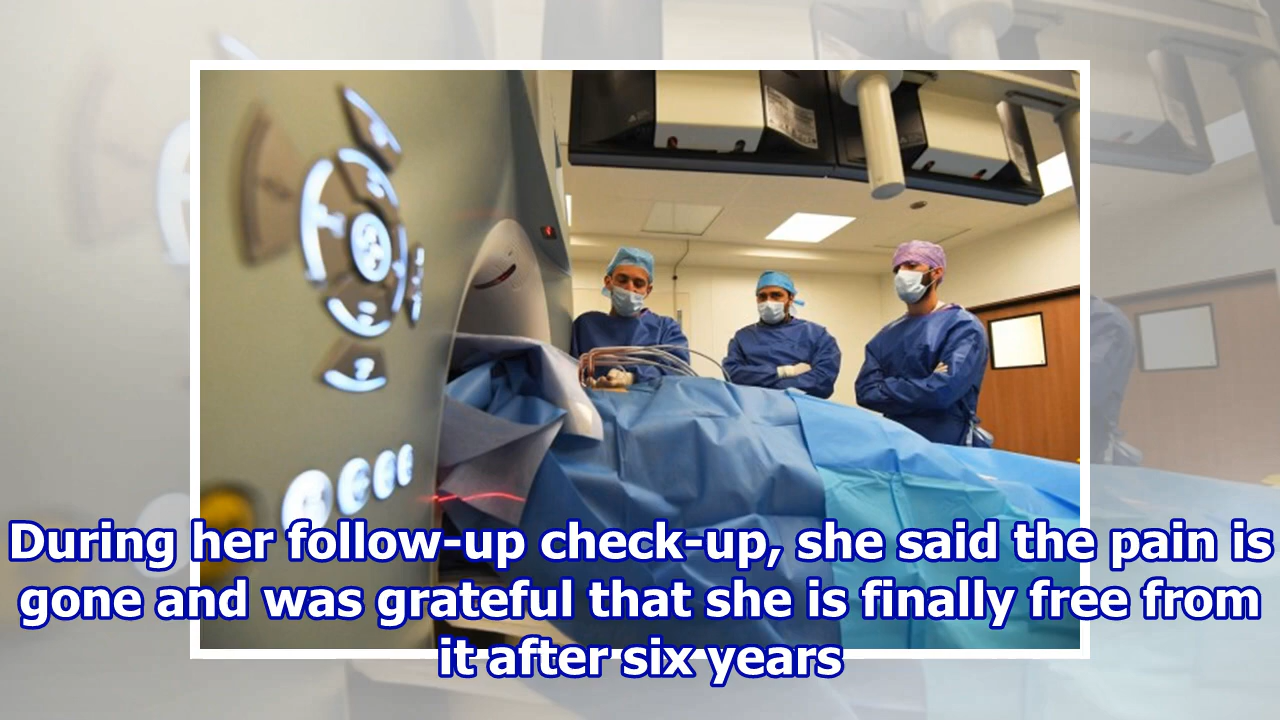 During her follow-up check-up, she said the pain is
gone and was grateful that she is finally free from
it after six years